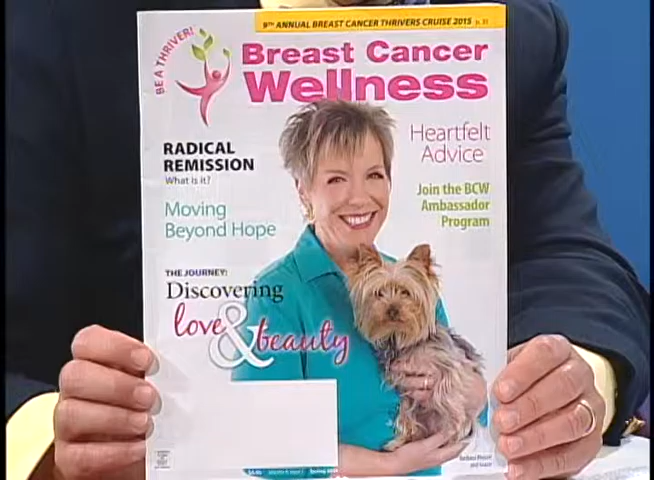 9TH ANNUAL BREAST CANCER THRIVERS CRUISE 2015 p. 31
BE A THRIVER!
Breast Cancer
Wellness
RADICAL
REMISSION
What is it?
Moving
Beyond Hope
Heartfelt
Advice
Join the BCW
Ambassador
Program
THE JOURNEY:
Discovering
love & beauty